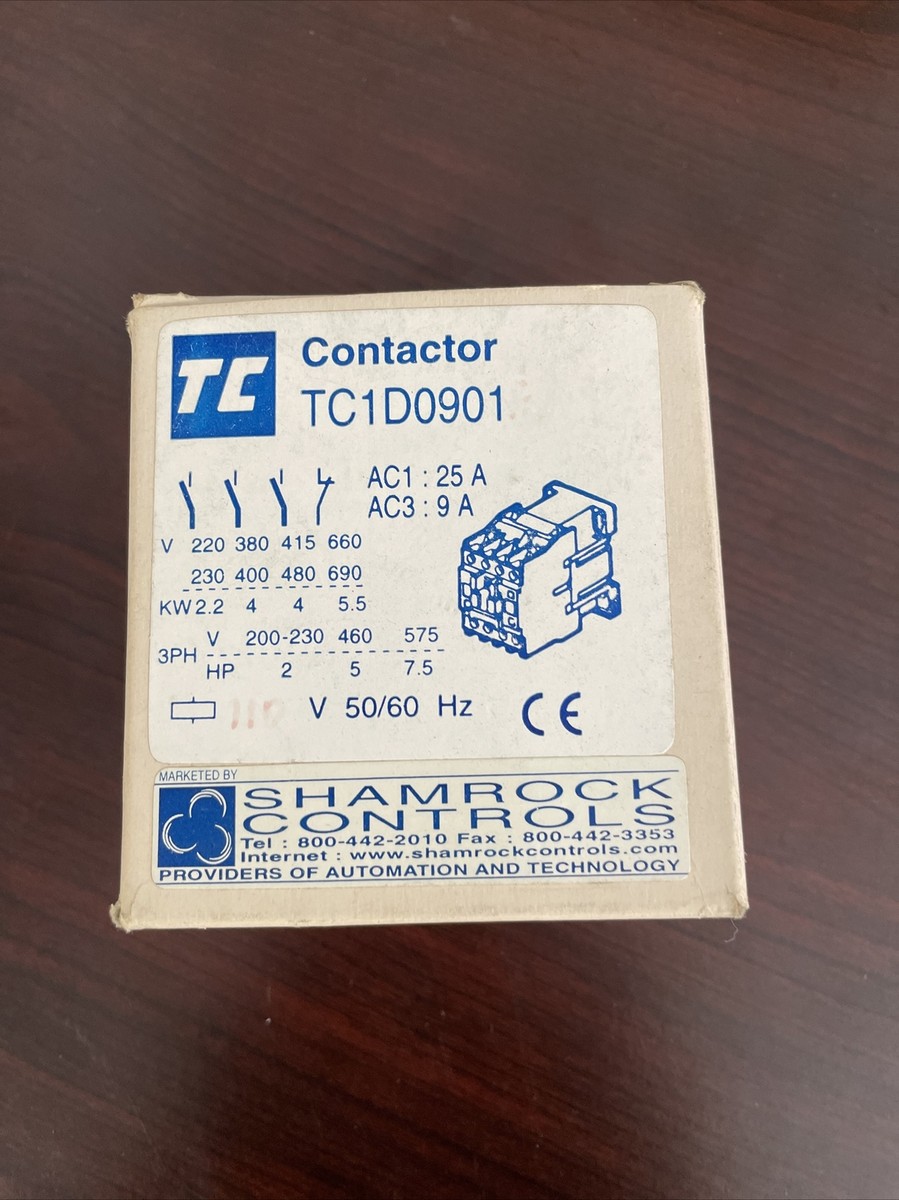 TC
Contactor
TC1D0901
AC1 : 25 A
AC3 : 9 A
V 220 380 415 660
230 400 480 690
KW 2.2 4 4 5.5
3PH V 200-230 460 575
HP 2 5 7.5
V 50/60 Hz CE
MARKETED BY
SHAMROCK
CONTROLS
Tel : 800-442-2010 Fax : 800-442-3353
Internet : www.shamrockcontrols.com
PROVIDERS OF AUTOMATION AND TECHNOLOGY